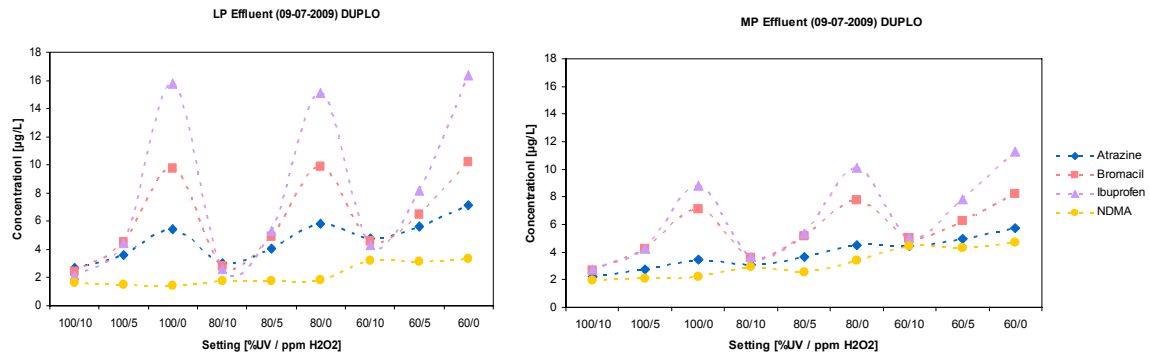 LP Effluent (09-07-2009) DUPLO
Concentrationl [µg/L]
18
16
14
12
10
8
6
4
2
0
100/10 100/5 100/0 80/10 80/5 80/0 60/10 60/5 60/0
Setting [%UV / ppm H2O2]
MP Effluent (09-07-2009) DUPLO
Concentrationl [µg/L]
18
16
14
12
10
8
6
4
2
0
100/10 100/5 100/0 80/10 80/5 80/0 60/10 60/5 60/0
Setting [%UV / ppm H2O2]
Atrazine
Bromacil
Ibuprofen
NDMA